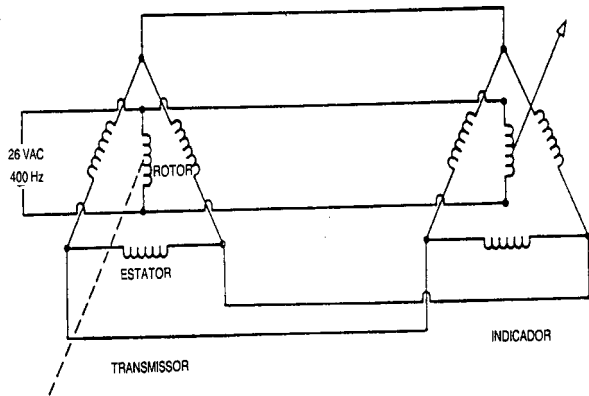 26 VAC
400 Hz
ROTOR
ESTATOR
TRANSMISSOR
INDICADOR